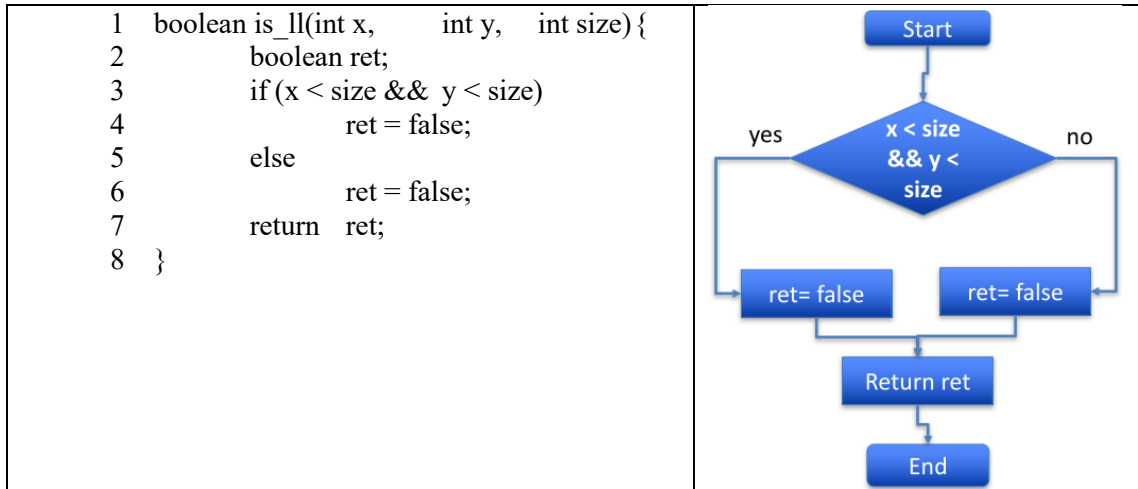 1 boolean is_ll(int x, int y, int size){
2 boolean ret;
3 if (x < size && y < size)
4 ret = false;
5 else
6 ret = false;
7 return ret;
8 }
Start
yes
x < size
&& y <
size
no
ret= false
ret= false
Return ret
End